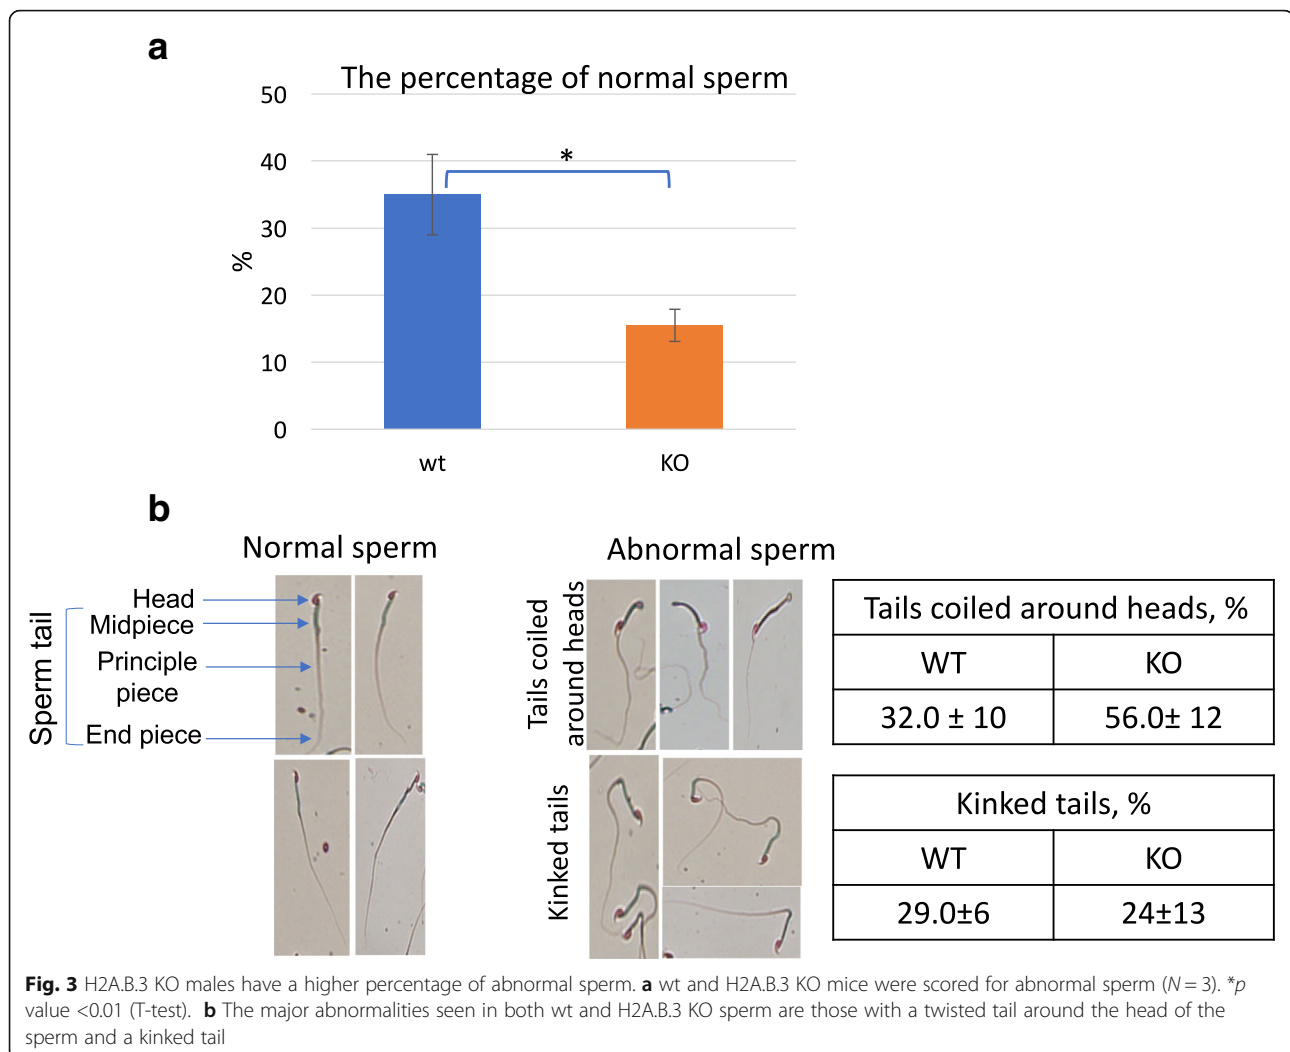 a
The percentage of normal sperm
50
40
30
20
10
0
%
*
wt
KO
b
Normal sperm
Sperm tail
Head
Midpiece
Principle
piece
End piece
Abnormal sperm
Tails coiled
around heads
Kinked tails
Tails coiled around heads, %
WT KO
32.0 ± 10 56.0± 12
Kinked tails, %
WT KO
29.0±6 24±13
Fig. 3 H2A.B.3 KO males have a higher percentage of abnormal sperm. a wt and H2A.B.3 KO mice were scored for abnormal sperm (N = 3). *p
value <0.01 (T-test). b The major abnormalities seen in both wt and H2A.B.3 KO sperm are those with a twisted tail around the head of the
sperm and a kinked tail